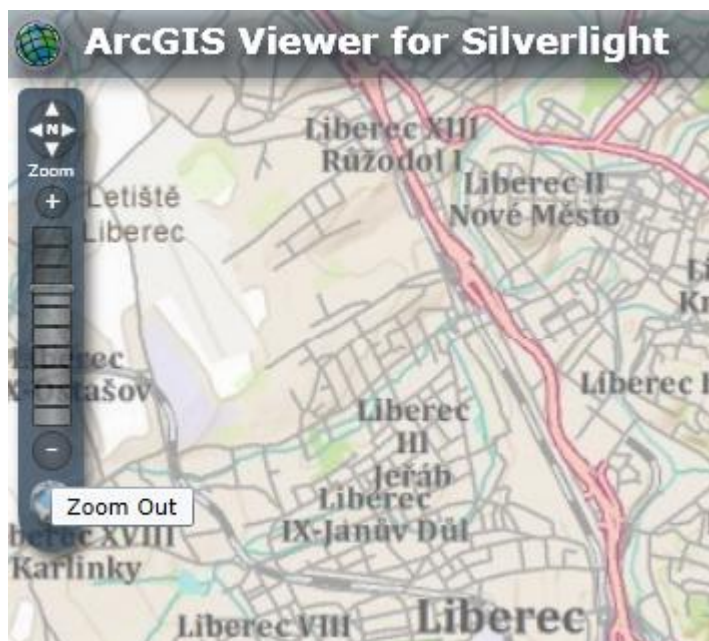 ArcGIS Viewer for Silverlight
N
Zoom
+
Letiště
Liberec
Liberec XIII
Růžodol I
Liberec II
Nové Město
Liberec
Liberec
III
Jeřáb
Liberec
IX-Janův Důl
-
Zoom Out
XVIII
Karlinky
Liberec VIII
Liberec